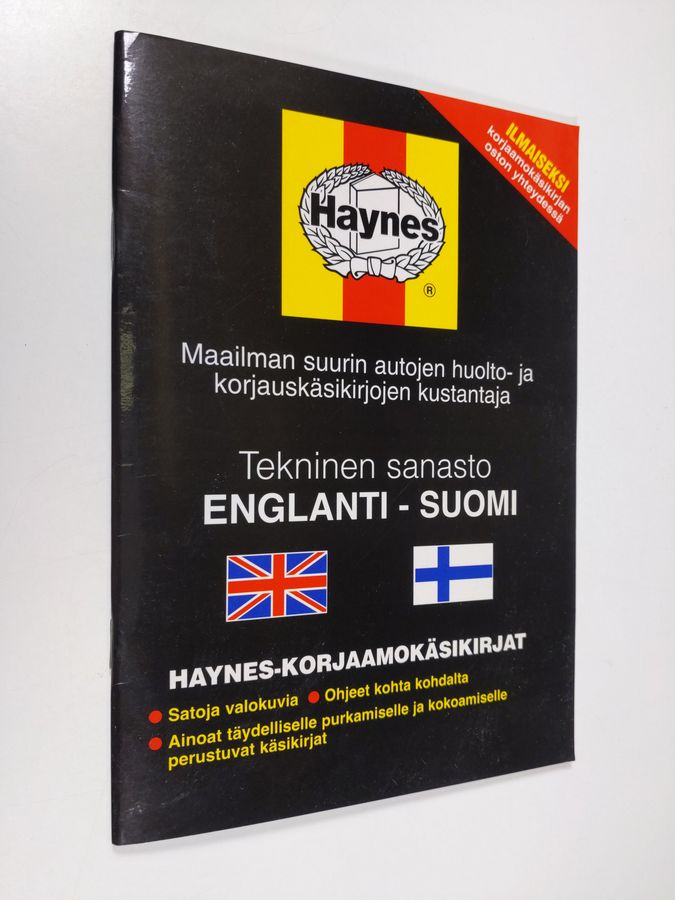 ILMAISEKSI
korjaamokäsikirjan
oston yhteydessä
Haynes
®
Maailman suurin autojen huolto- ja
korjauskäsikirjojen kustantaja
Tekninen sanasto
ENGLANTI - SUOMI
HAYNES-KORJAAMOKÄSIKIRJAT
● Satoja valokuvia ● Ohjeet kohta kohdalta
● Ainoat täydelliselle purkamiselle ja kokoamiselle
perustuvat käsikirjat